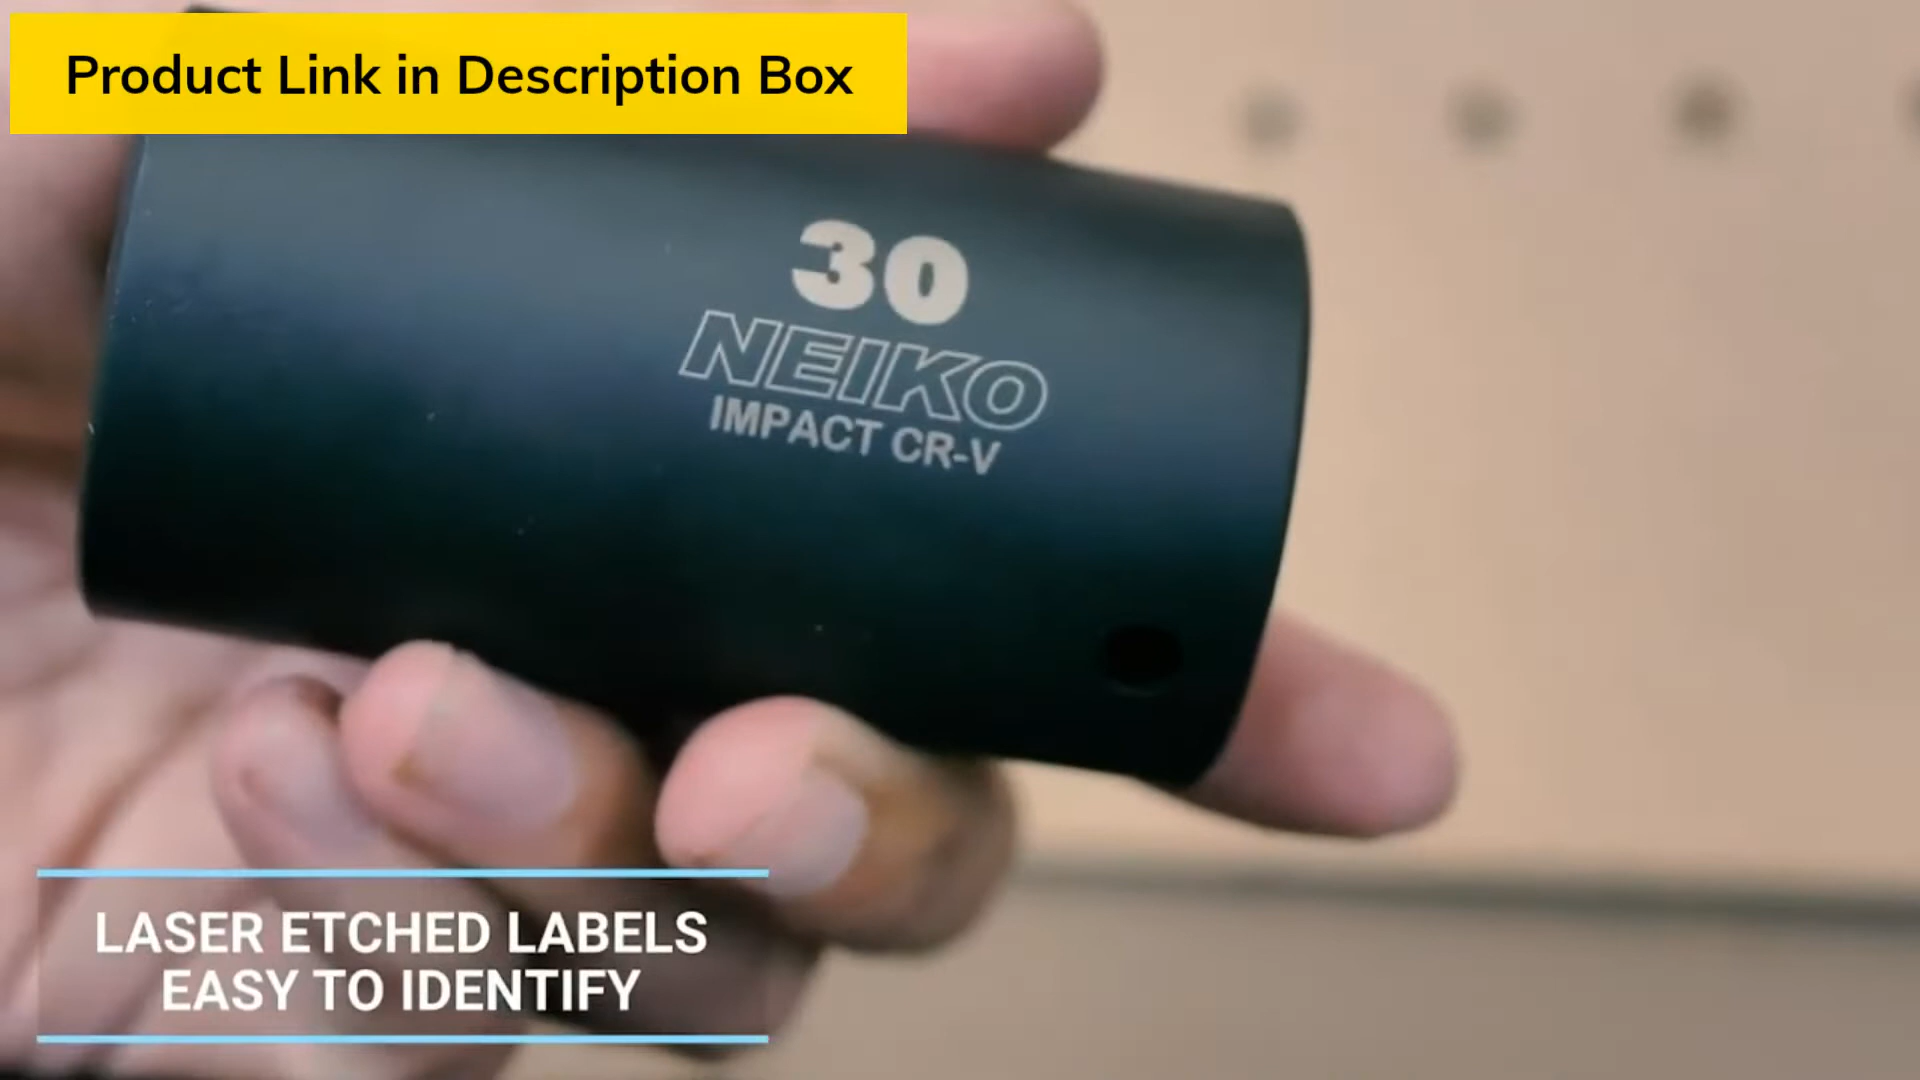 Product Link in Description Box
30
NEIKO
IMPACT CR-V
LASER ETCHED LABELS
EASY TO IDENTIFY